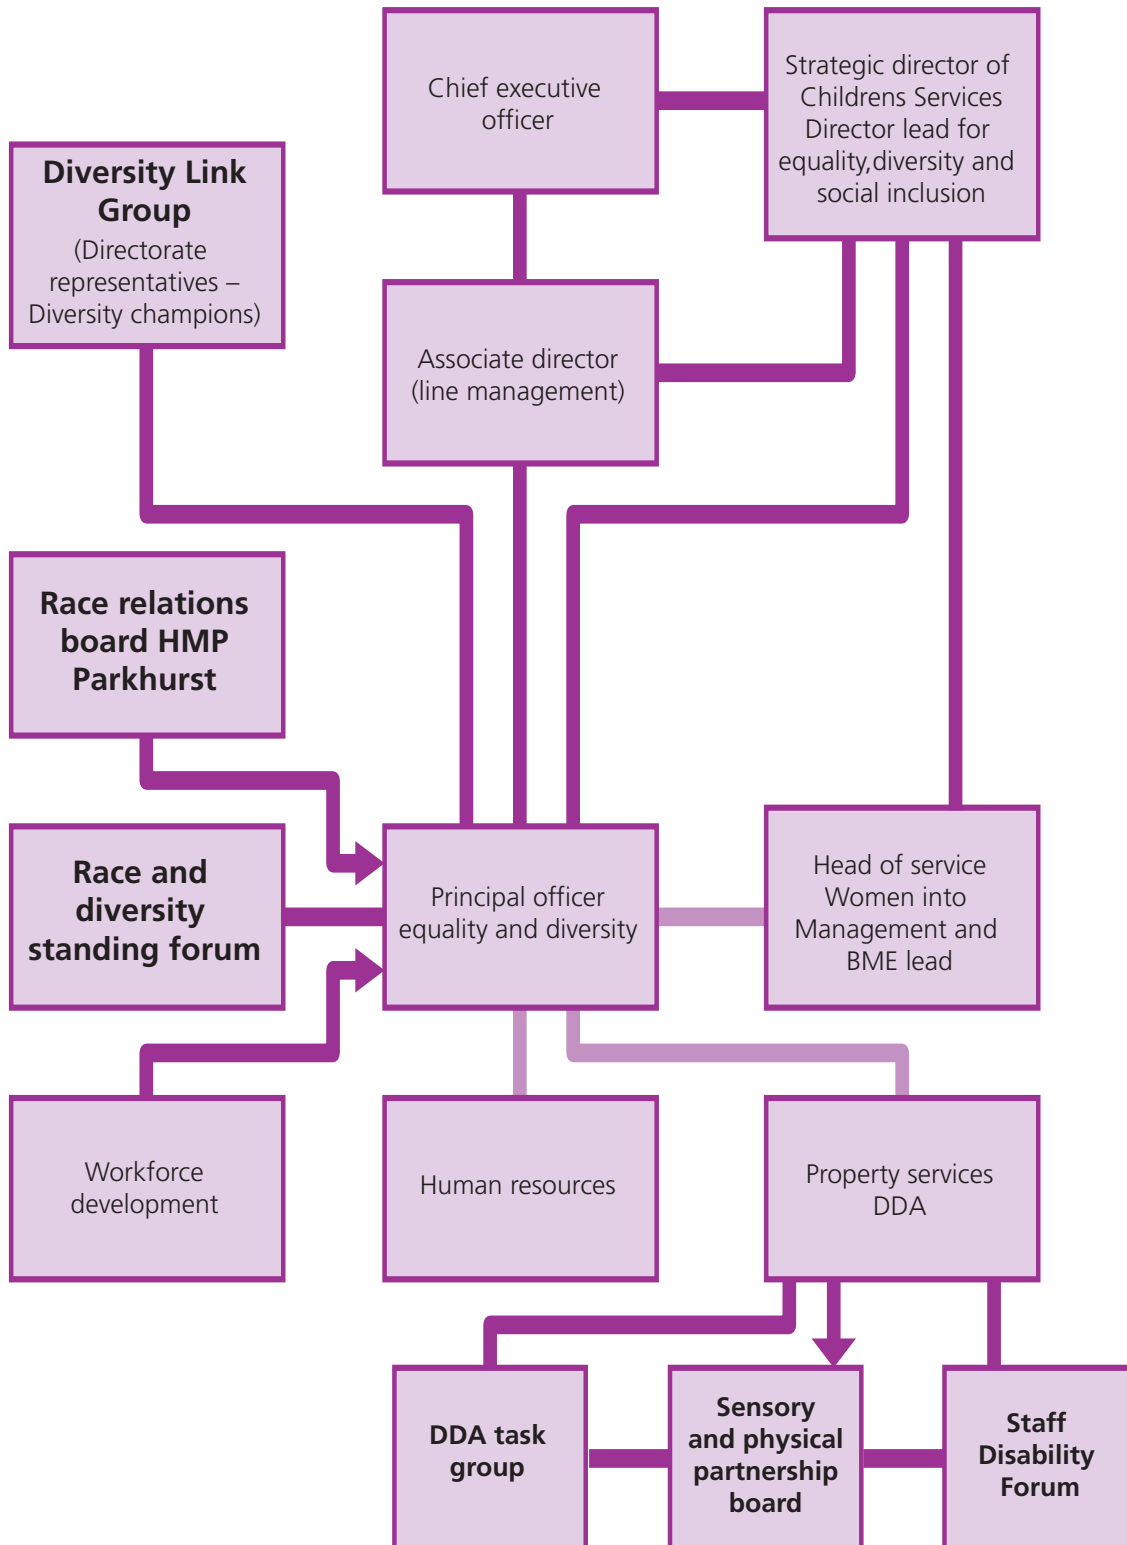 Chief executive
officer
Strategic director of
Childrens Services
Director lead for
equality,diversity and
social inclusion
Diversity Link
Group
(Directorate
representatives –
Diversity champions)
Associate director
(line management)
Race relations
board HMP
Parkhurst
Race and
diversity
standing forum
Principal officer
equality and diversity
Head of service
Women into
Management and
BME lead
Workforce
development
Human resources
Property services
DDA
DDA task
group
Sensory
and physical
partnership
board
Staff
Disability
Forum